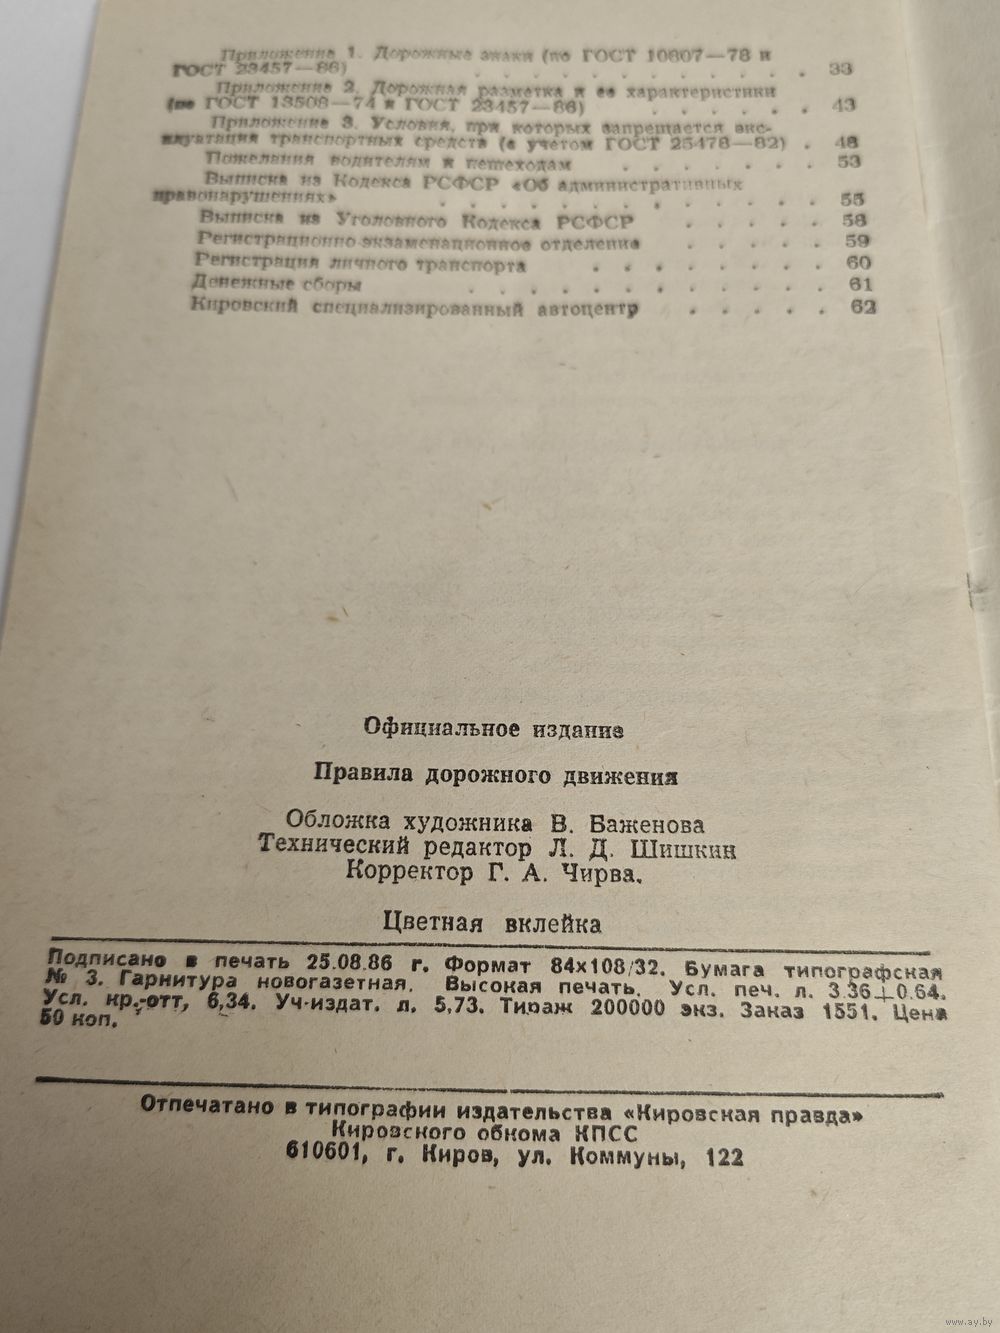 Приложение 1. Дорожные знаки (по ГОСТ 10807—78 и
ГОСТ 23457—86) . . . . . . . . . . 33
Приложение 2. Дорожная разметка и ее характеристики
(по ГОСТ 13508—74 и ГОСТ 23457—86) . . . . . . 43
Приложение 3. Условия, при которых запрещается экс-
плуатация транспортных средств (с учетом ГОСТ 25478—82) . 48
Пожелания водителям и пешеходам . . . . . . 53
Выписка из Кодекса РСФСР «Об административных
правонарушениях» . . . . . . . . . . . 55
Выписка из Уголовного Кодекса РСФСР . . . . . 58
Регистрационно-экзаменационное отделение . . . . . 59
Регистрация личного транспорта . . . . . . . . 60
Денежные сборы . . . . . . . . . . . . 61
Кировский специализированный автоцентр . . . . . 62
Официальное издание
Правила дорожного движения
Обложка художника В. Баженова
Технический редактор Л. Д. Шишкин
Корректор Г. А. Чирва.
Цветная вклейка
Подписано в печать 25.08.86 г. Формат 84х108/32. Бумага типографская
№ 3. Гарнитура новогазетная. Высокая печать. Усл. печ. л. 3.36+0.64.
Усл. кр.-отт, 6,34. Уч-издат. л. 5,73. Тираж 200000 экз. Заказ 1551. Цена
50 коп.
Отпечатано в типографии издательства «Кировская правда»
Кировского обкома КПСС
610601, г. Киров, ул. Коммуны, 122
www.ay.by